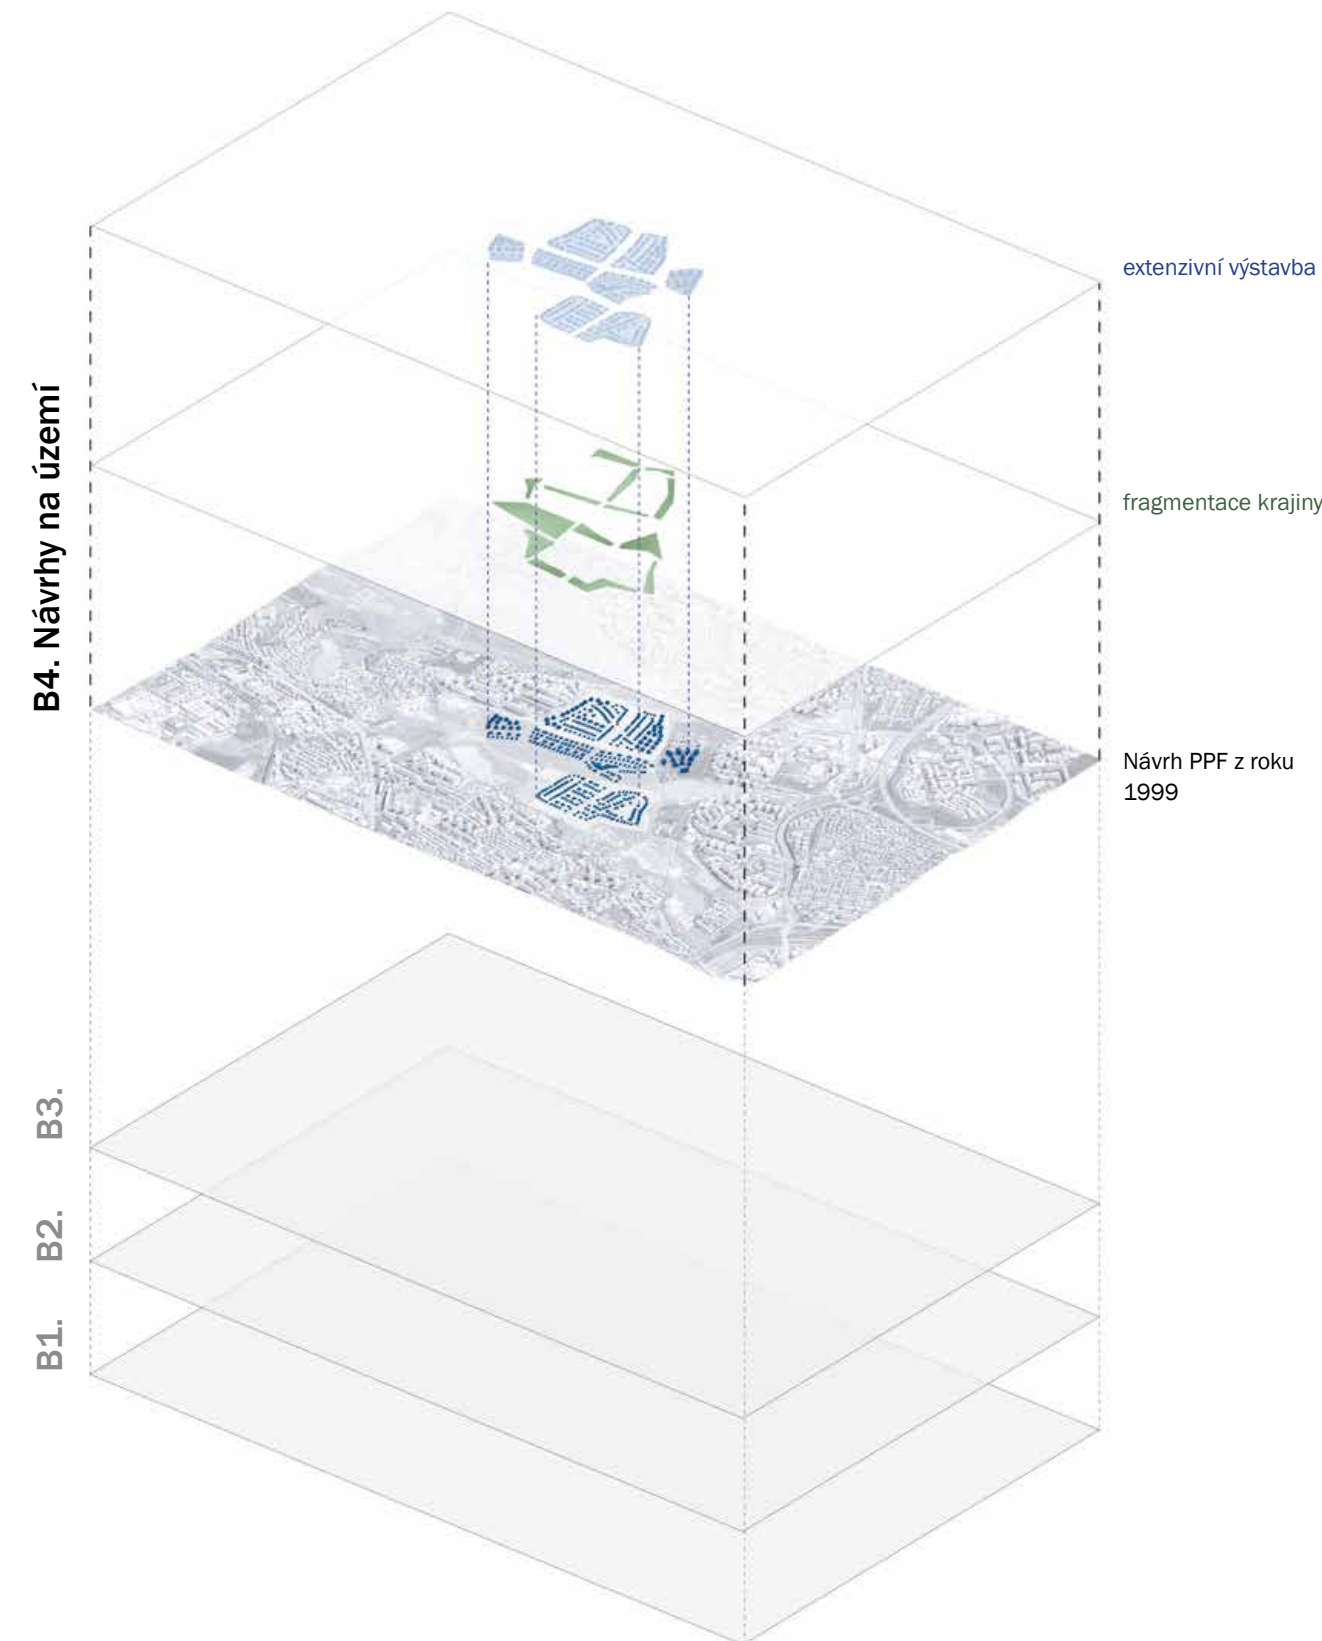 B4. Návrhy na území
extenzivní výstavba
fragmentace krajiny
Návrh PPF z roku
1999
B3.
B2.
B1.